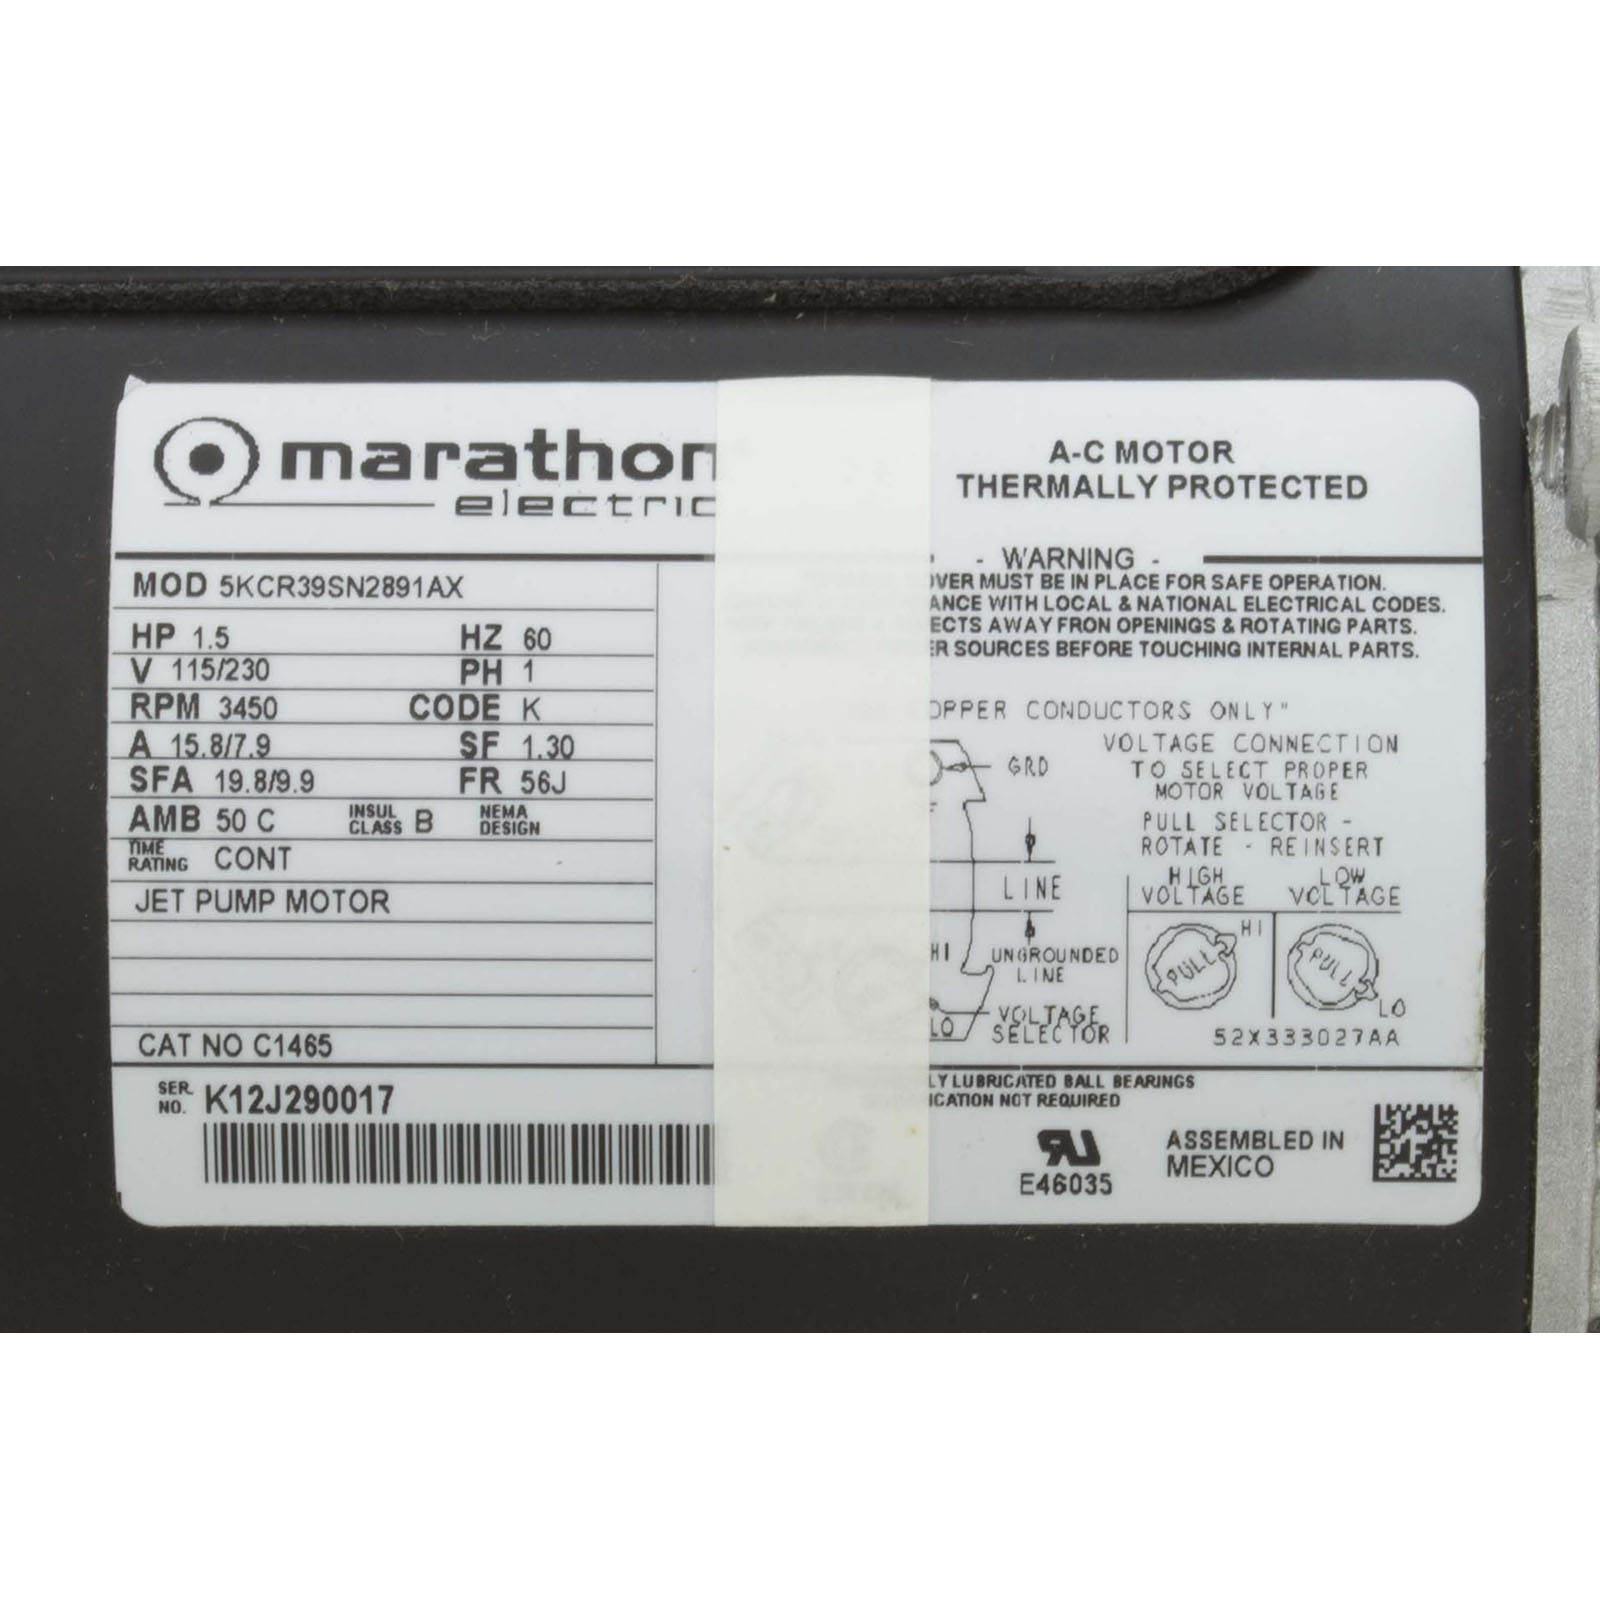 marathon
electric
A-C MOTOR
THERMALLY PROTECTED
MOD 5KCR39SN2891AX
HP 1.5 HZ 60
V 115/230 PH 1
RPM 3450 CODE K
A 15.8/7.9 SF 1.30
SFA 19.8/9.9 FR 56J
AMB 50 C INSUL CLASS B NEMA DESIGN
TIME RATING CONT
JET PUMP MOTOR
CAT NO C1465
SER. NO. K12J290017
- WARNING -
OVER MUST BE IN PLACE FOR SAFE OPERATION.
ANCE WITH LOCAL & NATIONAL ELECTRICAL CODES.
ECTS AWAY FRON OPENINGS & ROTATING PARTS.
R SOURCES BEFORE TOUCHING INTERNAL PARTS.
OPPER CONDUCTORS ONLY"
GRD
LINE
HI
UNGROUNDED
LINE
LO
VOLTAGE
SELECTOR
VOLTAGE CONNECTION
TO SELECT PROPER
MOTOR VOLTAGE
PULL SELECTOR -
ROTATE - REINSERT
HIGH VOLTAGE
LOW VOLTAGE
PULL HI
PULL LO
52X333027AA
LY LUBRICATED BALL BEARINGS
ICATION NOT REQUIRED
E46035
ASSEMBLED IN
MEXICO